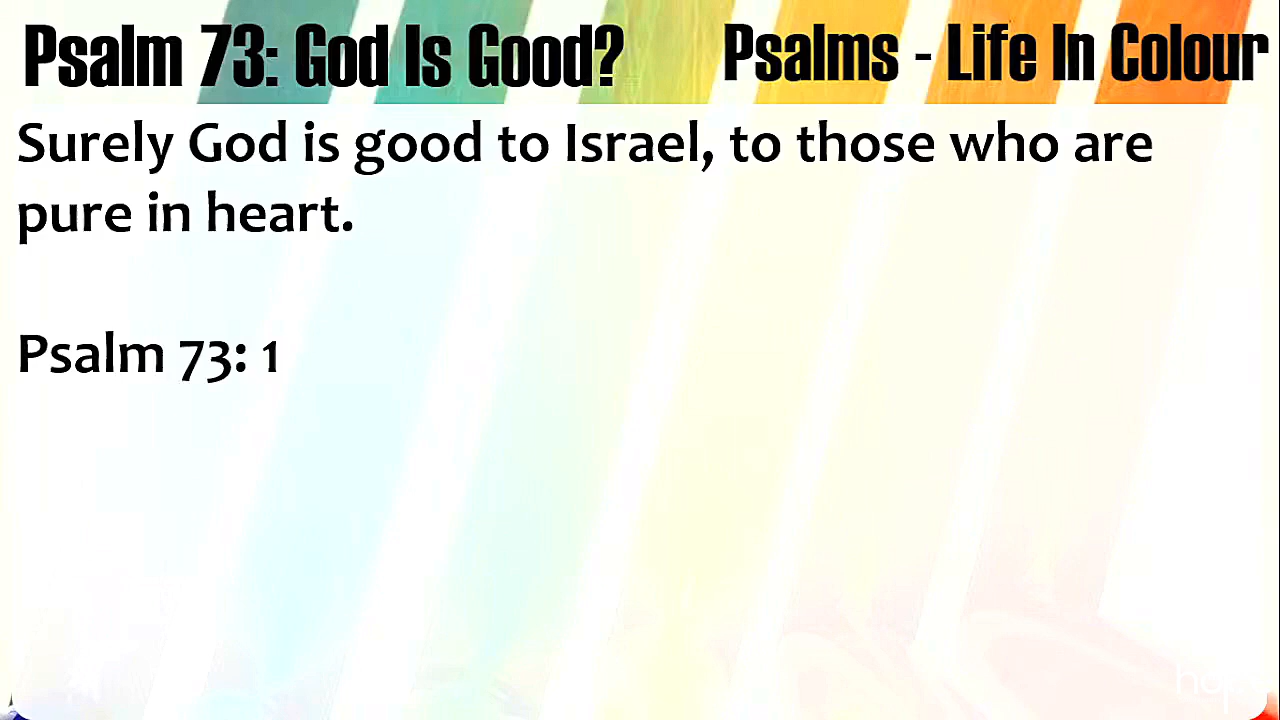 Psalm 73: God Is Good?
Psalms - Life In Colour
Surely God is good to Israel, to those who are
pure in heart.
Psalm 73: 1